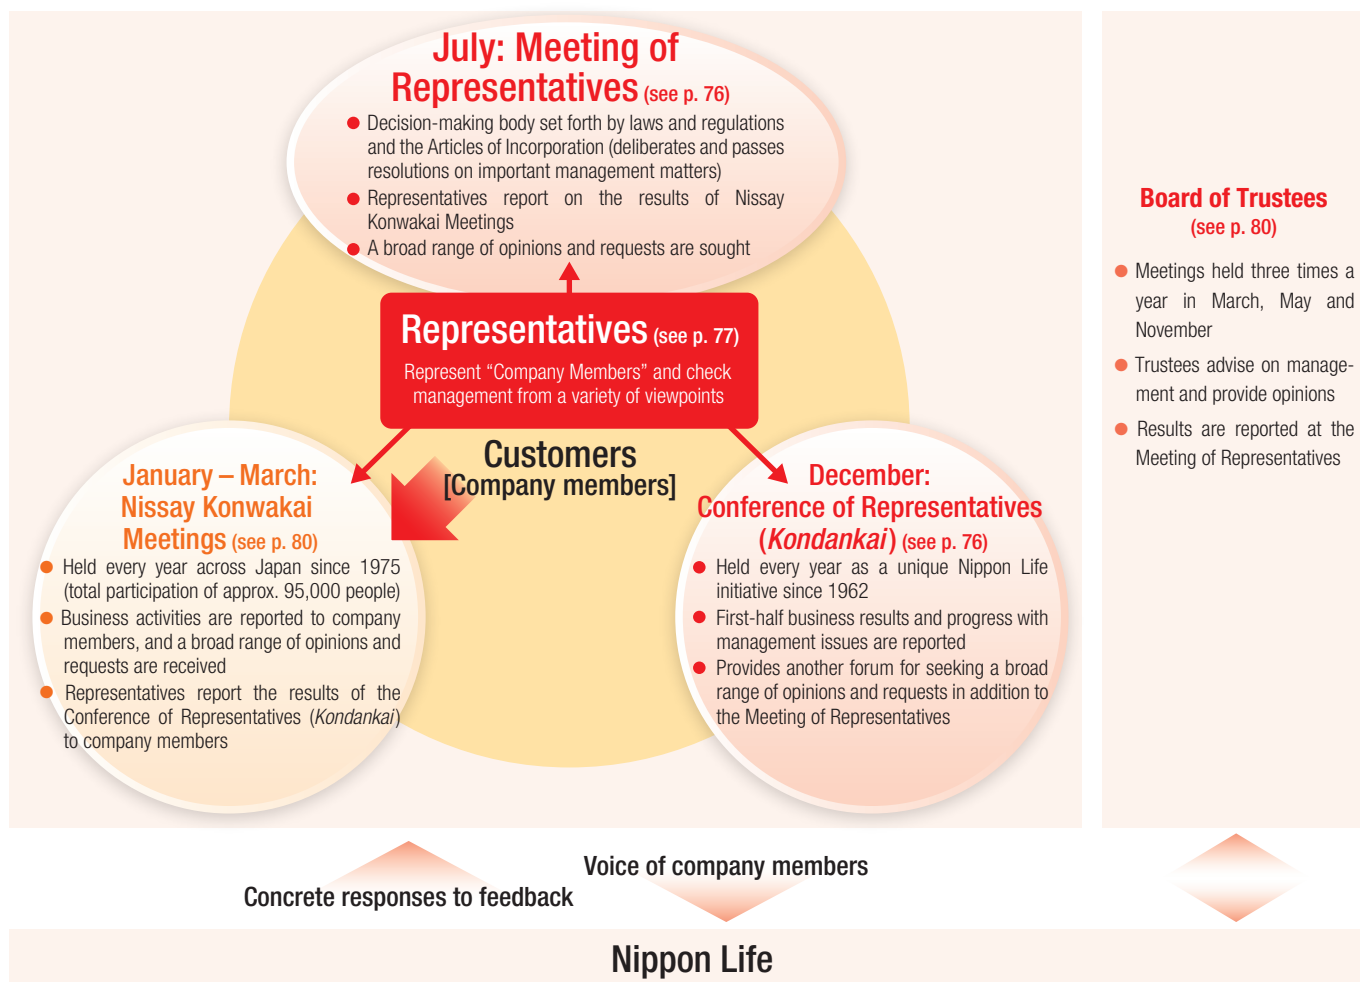 July: Meeting of
Representatives (see p. 76)
● Decision-making body set forth by laws and regulations
and the Articles of Incorporation (deliberates and passes
resolutions on important management matters)
● Representatives report on the results of Nissay
Konwakai Meetings
● A broad range of opinions and requests are sought
Representatives (see p. 77)
Represent “Company Members” and check
management from a variety of viewpoints
Customers
[Company members]
January – March:
Nissay Konwakai
Meetings (see p. 80)
● Held every year across Japan since 1975
(total participation of approx. 95,000 people)
● Business activities are reported to company
members, and a broad range of opinions and
requests are received
● Representatives report the results of the
Conference of Representatives (Kondankai)
to company members
December:
Conference of Representatives
(Kondankai) (see p. 76)
● Held every year as a unique Nippon Life
initiative since 1962
● First-half business results and progress with
management issues are reported
● Provides another forum for seeking a broad
range of opinions and requests in addition to
the Meeting of Representatives
Board of Trustees
(see p. 80)
● Meetings held three times a
year in March, May and
November
● Trustees advise on manage-
ment and provide opinions
● Results are reported at the
Meeting of Representatives
Voice of company members
Concrete responses to feedback
Nippon Life